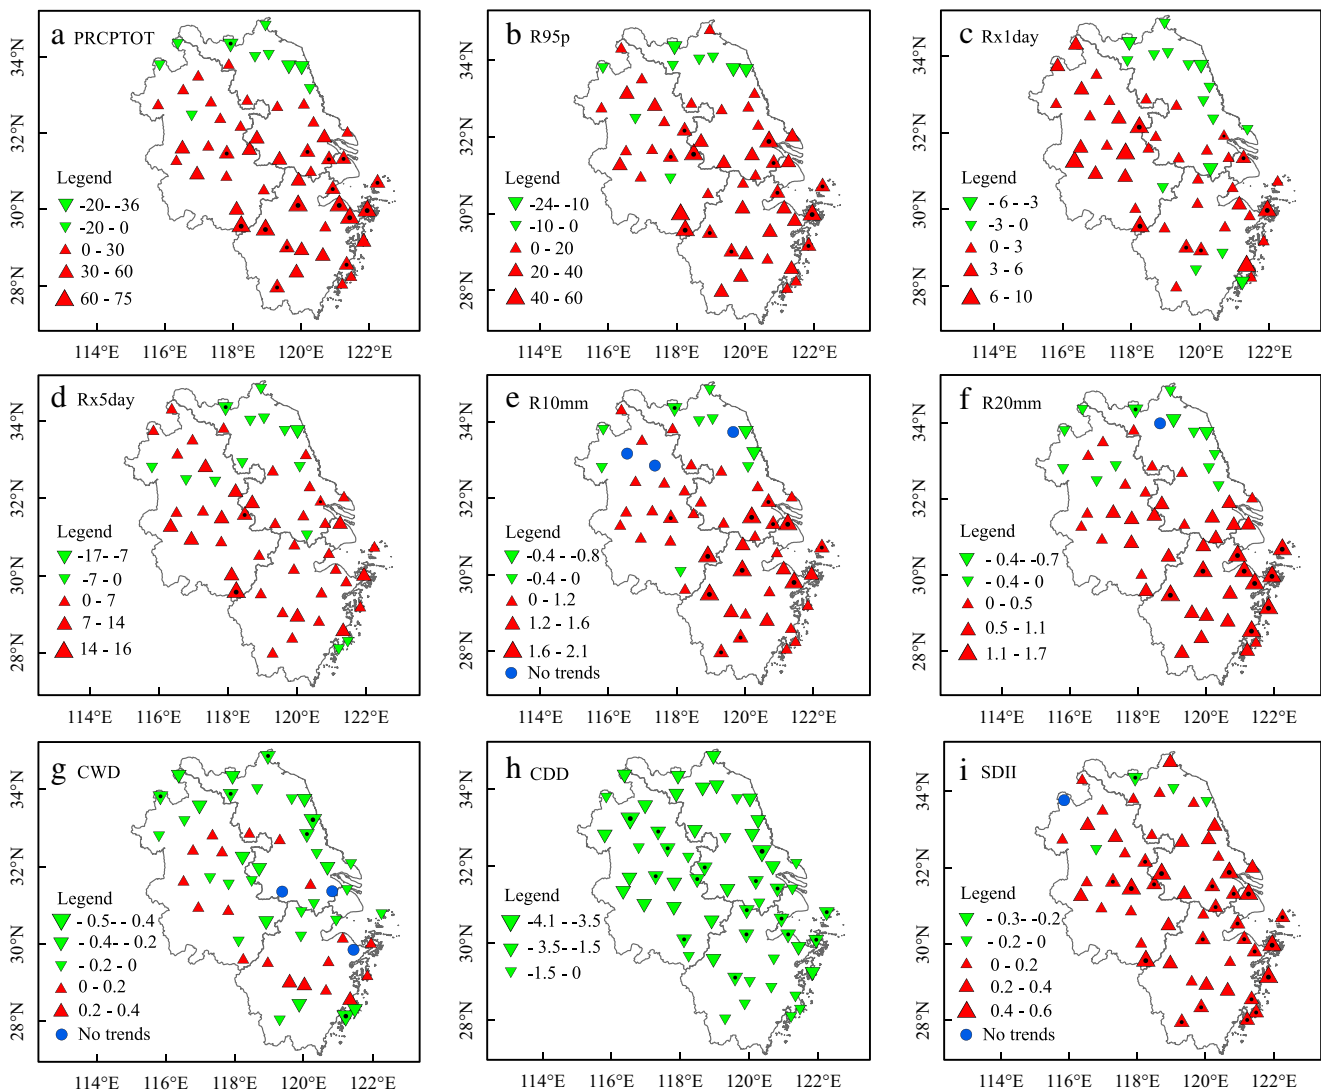 a PRCPTOT
34°N
32°N
30°N
28°N
Legend
-20- -36
-20 - 0
0 - 30
30 - 60
60 - 75
114°E 116°E 118°E 120°E 122°E
b R95p
34°N
32°N
30°N
28°N
Legend
-24- -10
-10 - 0
0 - 20
20 - 40
40 - 60
114°E 116°E 118°E 120°E 122°E
c Rx1day
34°N
32°N
30°N
28°N
Legend
-6 - -3
-3 - 0
0 - 3
3 - 6
6 - 10
114°E 116°E 118°E 120°E 122°E
d Rx5day
34°N
32°N
30°N
28°N
Legend
-17- -7
-7 - 0
0 - 7
7 - 14
14 - 16
114°E 116°E 118°E 120°E 122°E
e R10mm
34°N
32°N
30°N
28°N
Legend
-0.4 - -0.8
-0.4 - 0
0 - 1.2
1.2 - 1.6
1.6 - 2.1
No trends
114°E 116°E 118°E 120°E 122°E
f R20mm
34°N
32°N
30°N
28°N
Legend
-0.4- -0.7
-0.4 - 0
0 - 0.5
0.5 - 1.1
1.1 - 1.7
114°E 116°E 118°E 120°E 122°E
g CWD
34°N
32°N
30°N
28°N
Legend
- 0.5- - 0.4
- 0.4- - 0.2
- 0.2 - 0
0 - 0.2
0.2 - 0.4
No trends
114°E 116°E 118°E 120°E 122°E
h CDD
34°N
32°N
30°N
28°N
Legend
-4.1 - -3.5
-3.5- -1.5
-1.5 - 0
114°E 116°E 118°E 120°E 122°E
i SDII
34°N
32°N
30°N
28°N
Legend
- 0.3- -0.2
- 0.2 - 0
0 - 0.2
0.2 - 0.4
0.4 - 0.6
No trends
114°E 116°E 118°E 120°E 122°E